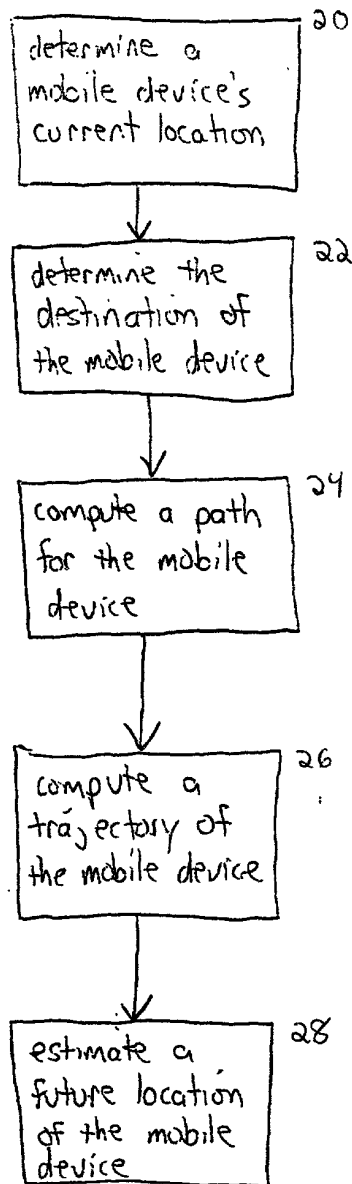 20
determine a
mobile device's
current location
22
determine the
destination of
the mobile device
24
compute a path
for the mobile
device
26
compute a
trajectory of
the mobile device
28
estimate a
future location
of the mobile
device